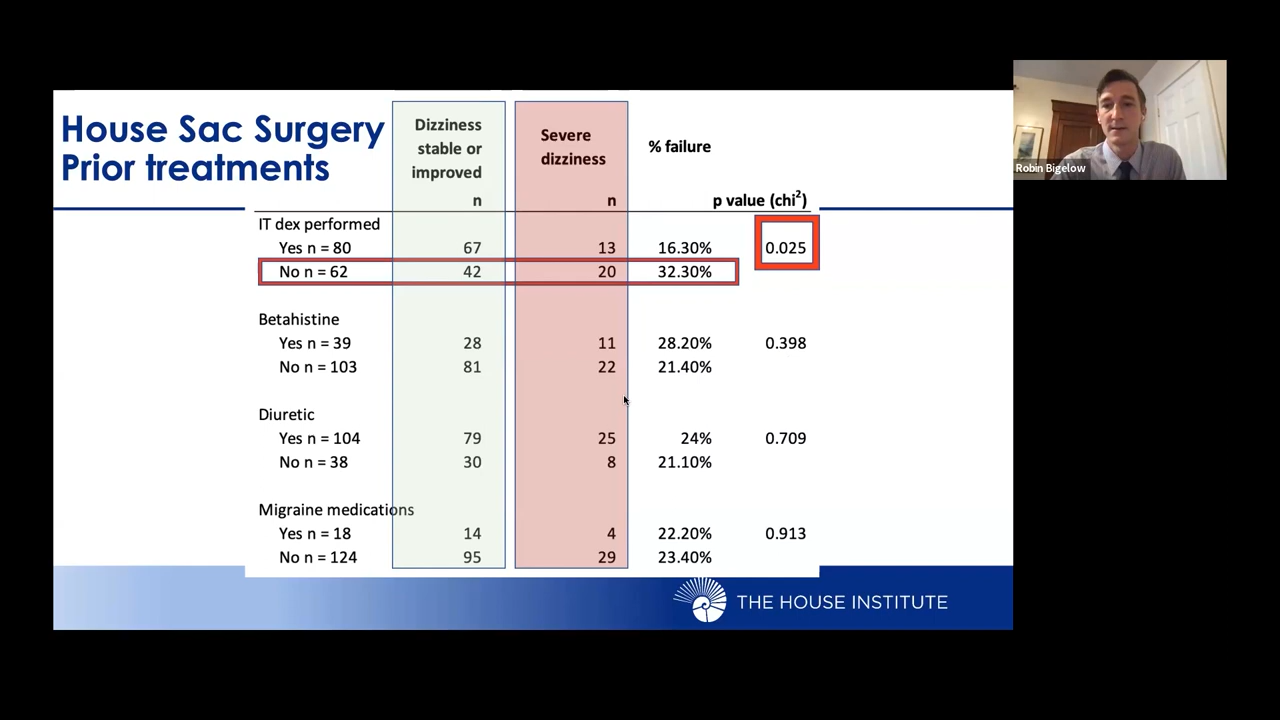 House Sac Surgery
Prior treatments
Dizziness
stable or
improved
Severe
dizziness
% failure
n n p value (chi²)
IT dex performed
Yes n = 80 67 13 16.30% 0.025
No n = 62 42 20 32.30%
Betahistine
Yes n = 39 28 11 28.20% 0.398
No n = 103 81 22 21.40%
Diuretic
Yes n = 104 79 25 24% 0.709
No n = 38 30 8 21.10%
Migraine medications
Yes n = 18 14 4 22.20% 0.913
No n = 124 95 29 23.40%
THE HOUSE INSTITUTE
Robin Bigelow